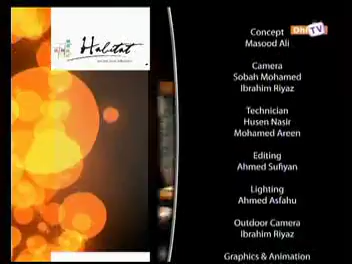 Habitat
Concept
DhiTV
Masood Ali
Camera
Sobah Mohamed
Ibrahim Riyaz
Technician
Husen Nasir
Mohamed Areen
Editing
Ahmed Sufiyan
Lighting
Ahmed Asfahu
Outdoor Camera
Ibrahim Riyaz
Graphics & Animation